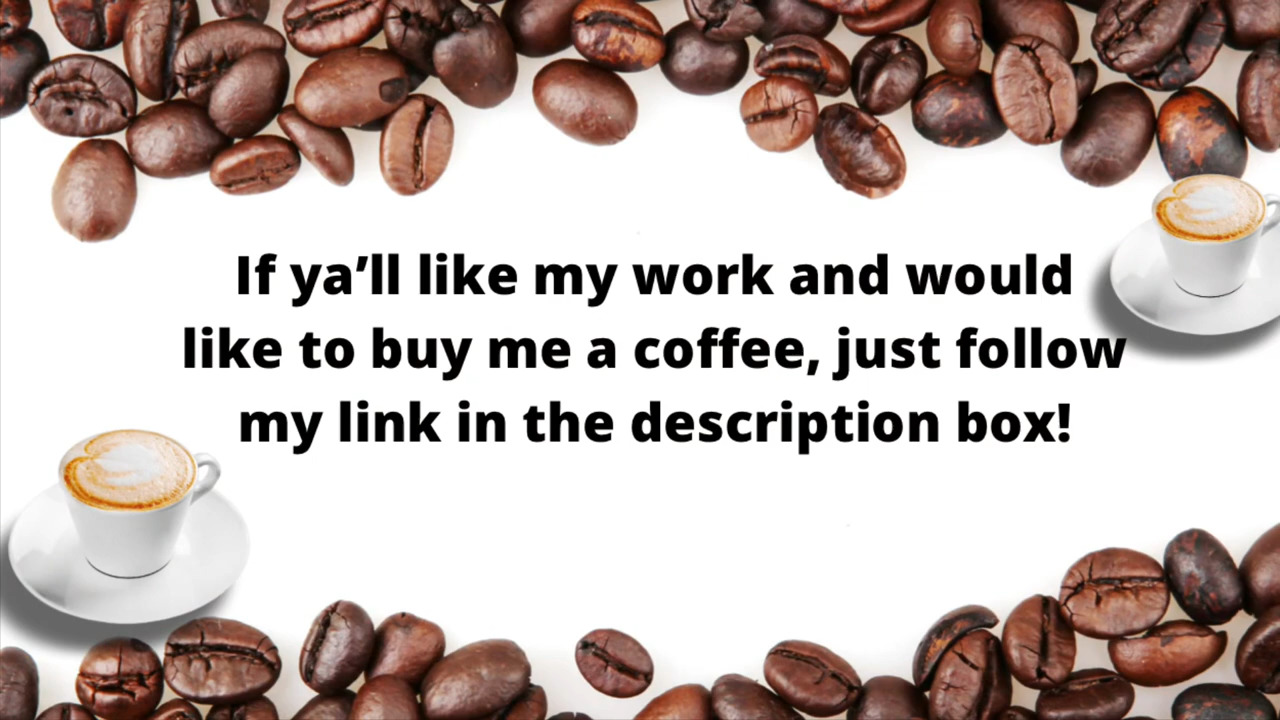 If ya’ll like my work and would
like to buy me a coffee, just follow
my link in the description box!